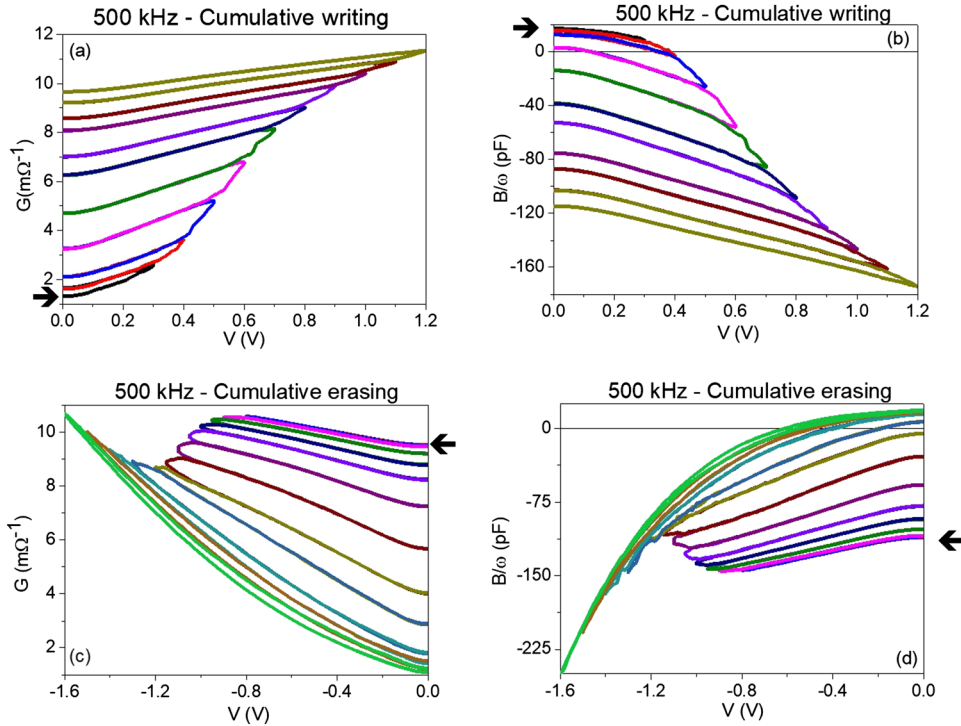 500 kHz - Cumulative writing
(a)
12
10
8
6
4
2
G(mΩ⁻¹)
0.0 0.2 0.4 0.6 0.8 1.0 1.2
V (V)
500 kHz - Cumulative writing
(b)
0
-40
-80
-120
-160
B/ω (pF)
0.0 0.2 0.4 0.6 0.8 1.0 1.2
V (V)
500 kHz - Cumulative erasing
10
8
6
4
2
G (mΩ⁻¹)
(c)
-1.6 -1.2 -0.8 -0.4 0.0
V (V)
500 kHz - Cumulative erasing
0
-75
-150
-225
B/ω (pF)
(d)
-1.6 -1.2 -0.8 -0.4 0.0
V (V)